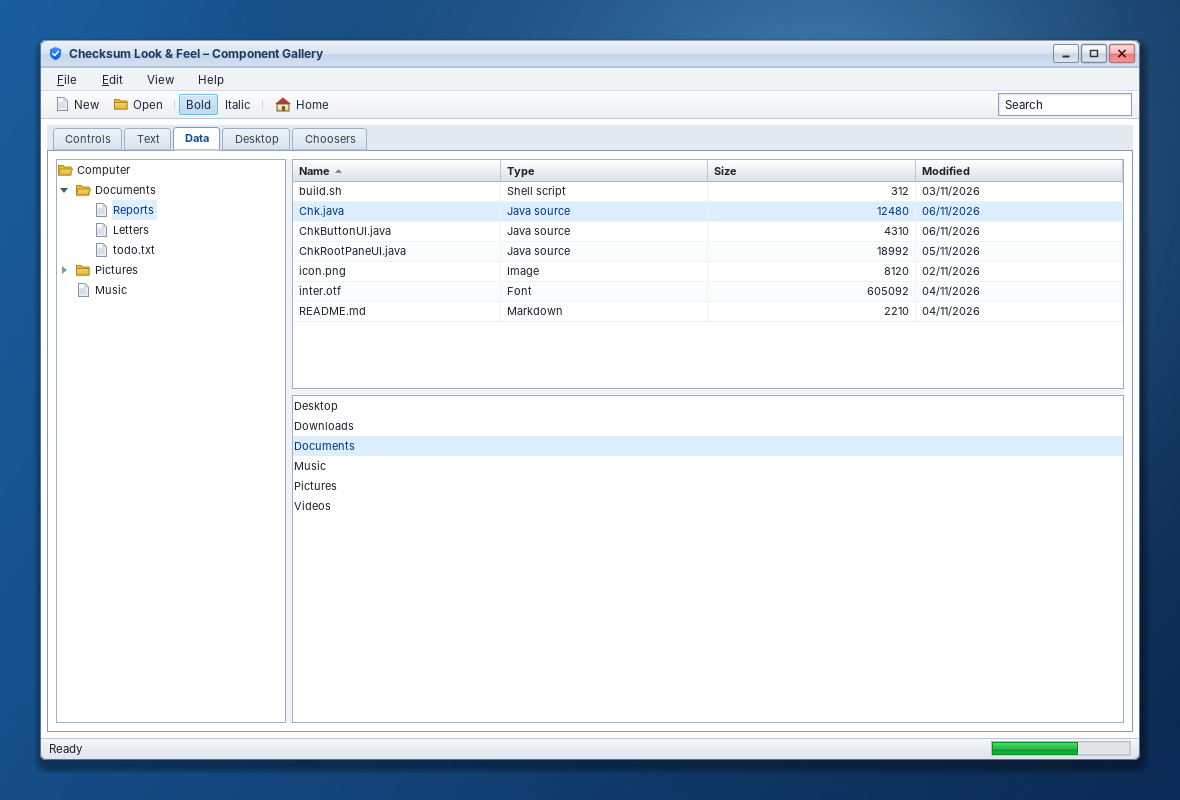 Checksum Look & Feel – Component Gallery
File Edit View Help
New Open Bold Italic Home Search
Controls Text Data Desktop Choosers
Computer
Documents
Reports
Letters
todo.txt
Pictures
Music
Name Type Size Modified
build.sh Shell script 312 03/11/2026
Chk.java Java source 12480 06/11/2026
ChkButtonUI.java Java source 4310 06/11/2026
ChkRootPaneUI.java Java source 18992 05/11/2026
icon.png Image 8120 02/11/2026
inter.otf Font 605092 04/11/2026
README.md Markdown 2210 04/11/2026
Desktop
Downloads
Documents
Music
Pictures
Videos
Ready